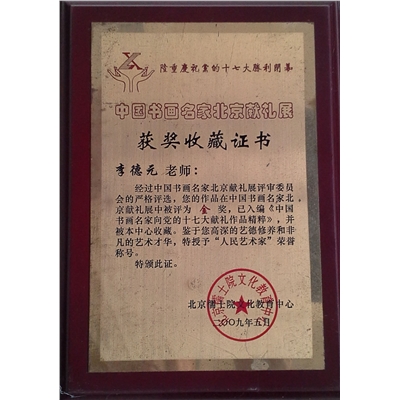 隆重慶祝党的十七大勝利閉幕
中国书画名家北京献礼展
获奖收藏证书
李德元 老师：
经过中国书画名家北京献礼展评审委员
会的严格评选，您的作品在中国书画名家北
京献礼展中被评为 金 奖，已入编《中国
书画名家向党的十七大献礼作品精粹》，并
被本中心收藏。鉴于您高深的艺德修养和非
凡的艺术才华，特授予“人民艺术家”荣誉
称号。
特颁此证。
北京儒士院文化教育中心
二〇〇九年五月